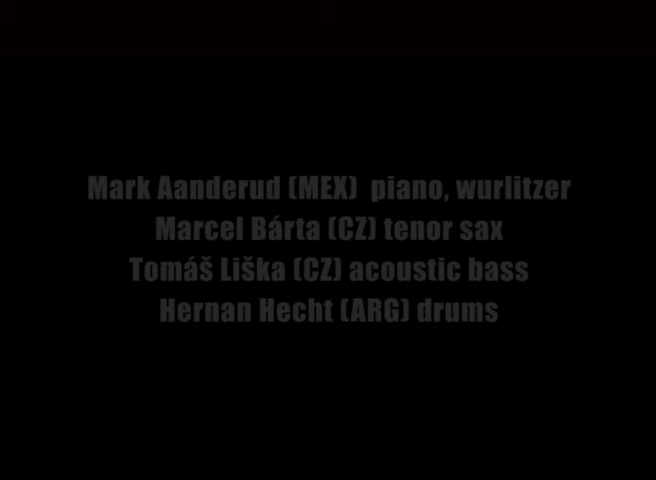 Mark Aanderud (MEX)  piano, wurlitzer
Marcel Bárta (CZ) tenor sax
Tomáš Liška (CZ) acoustic bass
Hernan Hecht (ARG) drums